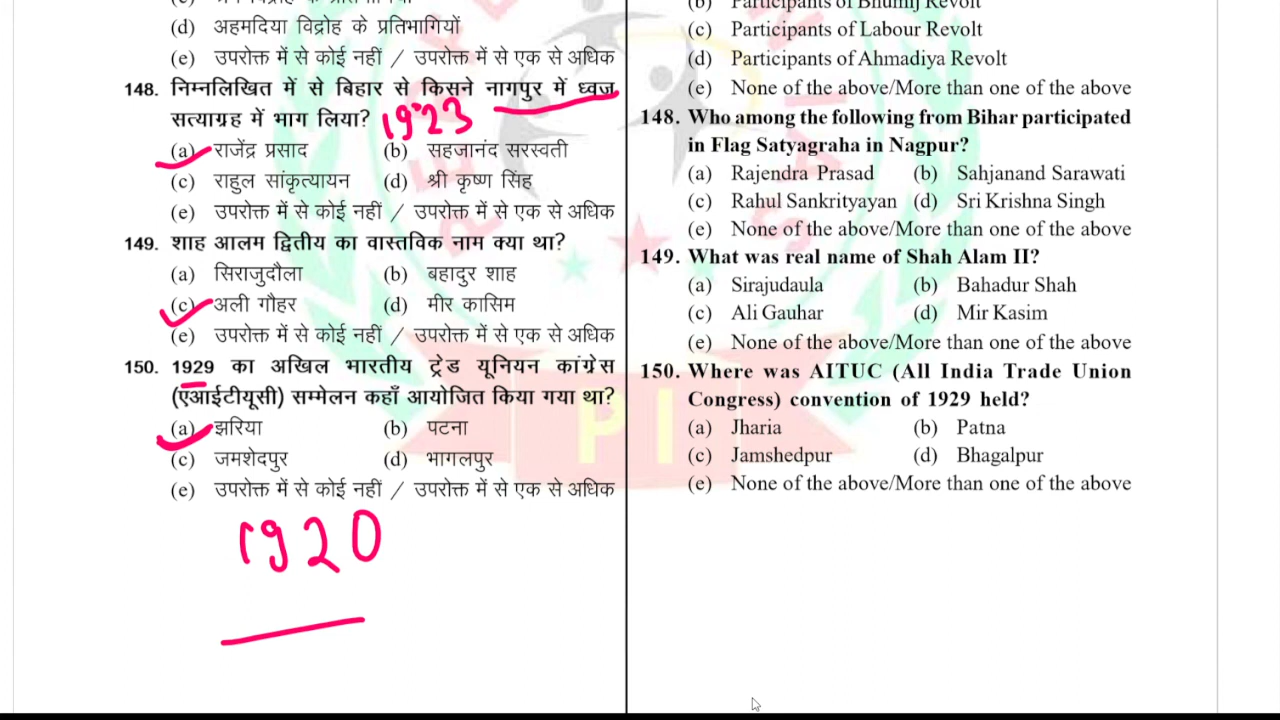 (d) अहमदिया विद्रोह के प्रतिभागियों
(e) उपरोक्त में से कोई नहीं / उपरोक्त में से एक से अधिक
148. निम्नलिखित में से बिहार से किसने नागपुर में ध्वज
सत्याग्रह में भाग लिया? 1923
(a) राजेंद्र प्रसाद (b) सहजानंद सरस्वती
(c) राहुल सांकृत्यायन (d) श्री कृष्ण सिंह
(e) उपरोक्त में से कोई नहीं / उपरोक्त में से एक से अधिक
149. शाह आलम द्वितीय का वास्तविक नाम क्या था?
(a) सिराजुदौला (b) बहादुर शाह
(c) अली गौहर (d) मीर कासिम
(e) उपरोक्त में से कोई नहीं / उपरोक्त में से एक से अधिक
150. 1929 का अखिल भारतीय ट्रेड यूनियन कांग्रेस
(एआईटीयूसी) सम्मेलन कहाँ आयोजित किया गया था?
(a) झरिया (b) पटना
(c) जमशेदपुर (d) भागलपुर
(e) उपरोक्त में से कोई नहीं / उपरोक्त में से एक से अधिक
1920
(b) Participants of Bhumij Revolt
(c) Participants of Labour Revolt
(d) Participants of Ahmadiya Revolt
(e) None of the above/More than one of the above
148. Who among the following from Bihar participated
in Flag Satyagraha in Nagpur?
(a) Rajendra Prasad (b) Sahjanand Sarawati
(c) Rahul Sankrityayan (d) Sri Krishna Singh
(e) None of the above/More than one of the above
149. What was real name of Shah Alam II?
(a) Sirajudaula (b) Bahadur Shah
(c) Ali Gauhar (d) Mir Kasim
(e) None of the above/More than one of the above
150. Where was AITUC (All India Trade Union
Congress) convention of 1929 held?
(a) Jharia (b) Patna
(c) Jamshedpur (d) Bhagalpur
(e) None of the above/More than one of the above
PI